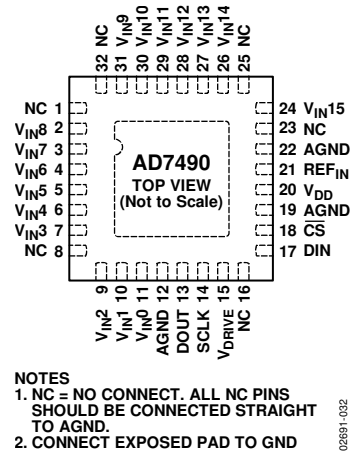 32 NC
31 VIN9
30 VIN10
29 VIN11
28 VIN12
27 VIN13
26 VIN14
25 NC
NC 1
VIN8 2
VIN7 3
VIN6 4
VIN5 5
VIN4 6
VIN3 7
NC 8
AD7490
TOP VIEW
(Not to Scale)
24 VIN15
23 NC
22 AGND
21 REFIN
20 VDD
19 AGND
18 C̅S̅
17 DIN
VIN2 9
VIN1 10
VIN0 11
AGND 12
DOUT 13
SCLK 14
VDRIVE 15
NC 16
NOTES
1. NC = NO CONNECT. ALL NC PINS
SHOULD BE CONNECTED STRAIGHT
TO AGND.
2. CONNECT EXPOSED PAD TO GND
02691-032